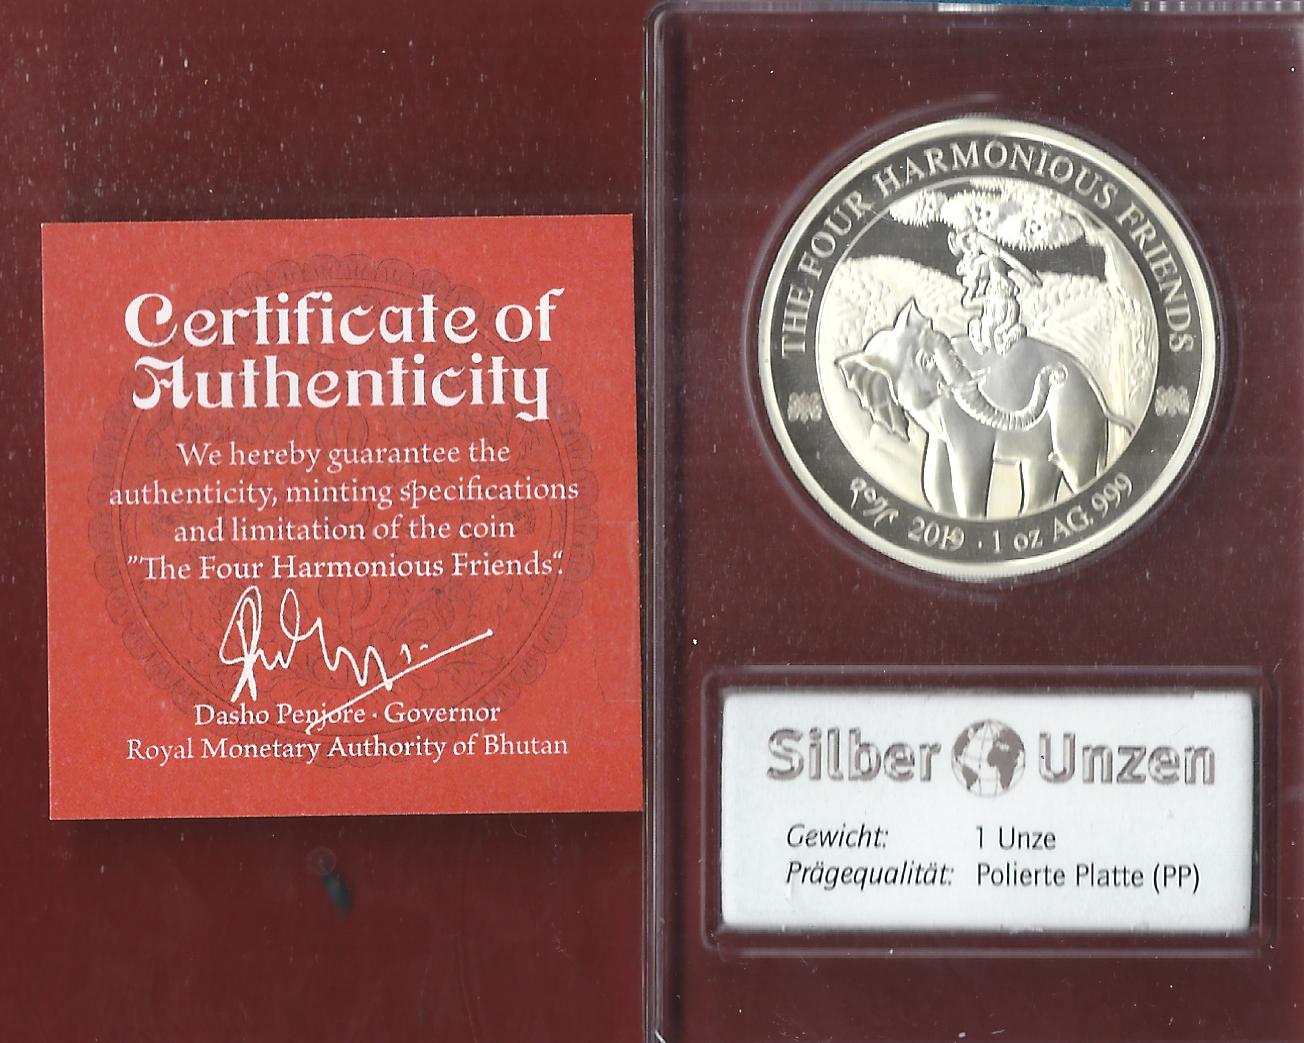 Certificate of
Authenticity
We hereby guarantee the
authenticity, minting specifications
and limitation of the coin
”The Four Harmonious Friends“.
Dasho Penjore · Governor
Royal Monetary Authority of Bhutan
THE FOUR HARMONIOUS FRIENDS
༢༠༡༩ 2019 · 1 oz AG. 999
Silber Unzen
Gewicht: 1 Unze
Prägequalität: Polierte Platte (PP)